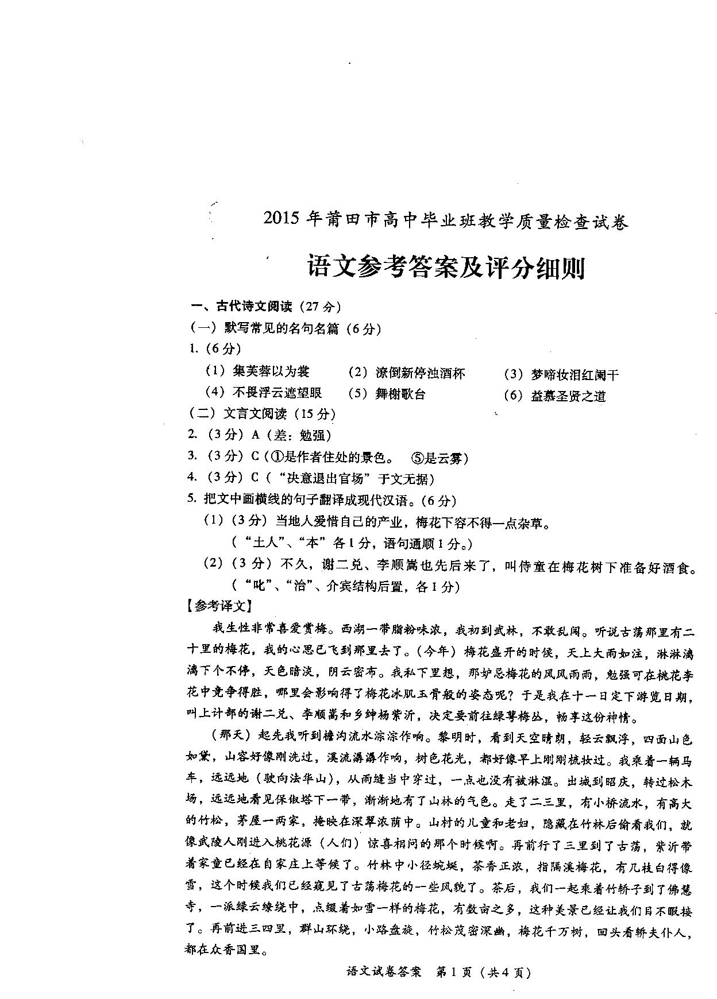 2015 年莆田市高中毕业班教学质量检查试卷
语文参考答案及评分细则
一、古代诗文阅读（27 分）
（一）默写常见的名句名篇（6 分）
1.（6 分）
（1）集芙蓉以为裳 （2）潦倒新停浊酒杯 （3）梦啼妆泪红阑干
（4）不畏浮云遮望眼 （5）舞榭歌台 （6）益慕圣贤之道
（二）文言文阅读（15 分）
2.（3 分）A（差：勉强）
3.（3 分）C（①是作者住处的景色。 ⑤是云雾）
4.（3 分）C（“决意退出官场”于文无据）
5. 把文中画横线的句子翻译成现代汉语。（6 分）
（1）（3 分）当地人爱惜自己的产业，梅花下容不得一点杂草。
（“土人”、“本”各 1 分，语句通顺 1 分。）
（2）（3 分）不久，谢二兑、李顺嵩也先后来了，叫侍童在梅花树下准备好酒食。
（“叱”、“治”、介宾结构后置，各 1 分）
【参考译文】
我生性非常喜爱赏梅。西湖一带脂粉味浓，我初到武林，不敢乱闯。听说古荡那里有二
十里的梅花，我的心思已飞到那里去了。（今年）梅花盛开的时候，天上大雨如注，淋淋漓
漓下个不停，天色暗淡，阴云密布。我私下里想，那妒忌梅花的风风雨雨，勉强可在桃花李
花中竞争得胜，哪里会影响得了梅花冰肌玉骨般的姿态呢？于是我在十一日定下游览日期，
叫上计部的谢二兑、李顺嵩和乡绅杨紫沂，决定要前往绿萼梅丛，畅享这份神情。
（那天）起先我听到檐沟流水淙淙作响。黎明时，看到天空晴朗，轻云飘浮，四面山色
如黛，山容好像刚洗过，溪流潺潺作响，树色花光，都好像早上刚刚梳妆过。我乘着一辆马
车，远远地（驶向法华山），从雨缝当中穿过，一点也没有被淋湿。出城到昭庆，转过松木
场，远远地看见保俶塔下一带，渐渐地有了山林的气色。走了二三里，有小桥流水，有高大
的竹松，茅屋一两家，掩映在深翠浓荫中。山村的儿童和老妇，隐藏在竹林后偷看我们，就
像武陵人刚进入桃花源（人们）惊喜相问的那个时候啊。再前行了三里到了古荡，紫沂带
着家童已经在自家庄上等候了。竹林中小径蜿蜒，茶香正浓，指隔溪梅花，有几枝白得像
雪，这个时候我们已经窥见了古荡梅花的一些风貌了。茶后，我们一起乘着竹轿子到了佛慧
寺，一派绿云缭绕中，点缀着如雪一样的梅花，有数亩之多，这种美景已经让我们目不暇接
了。再前进三四里，群山环绕，小路盘旋，竹松茂密深幽，梅花千万树，回头看轿夫仆人，
都在众香国里。
语文试卷答案 第 1 页（共 4 页）